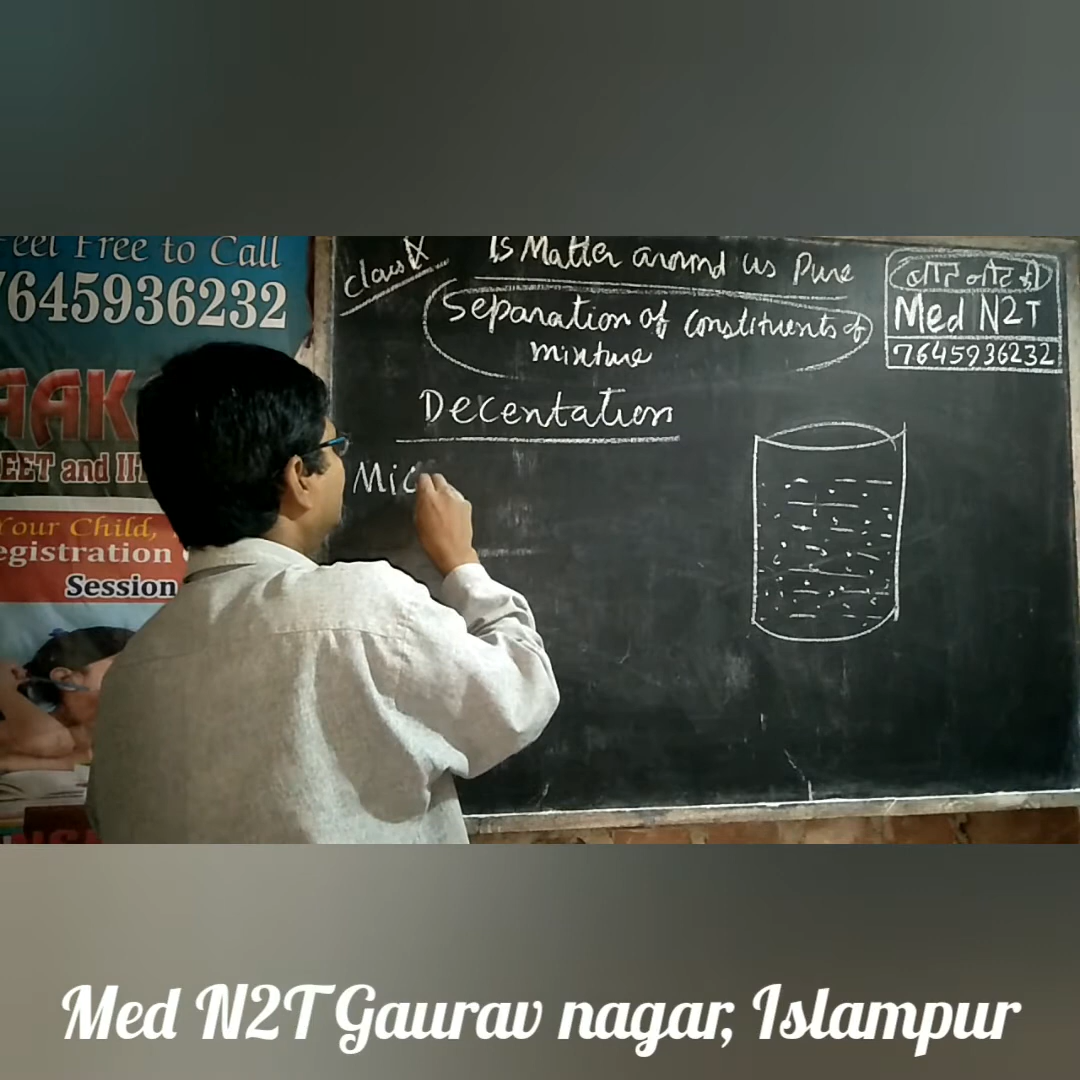 Feel Free to Call
7645936232
AAK
EET and II
Your Child,
egistration
Session
Class IX
Is Matter around us Pure
Separation of Constituents of
mixture
Decentation
Mic
Med N2T
7645936232
Med N2T Gaurav nagar, Islampur